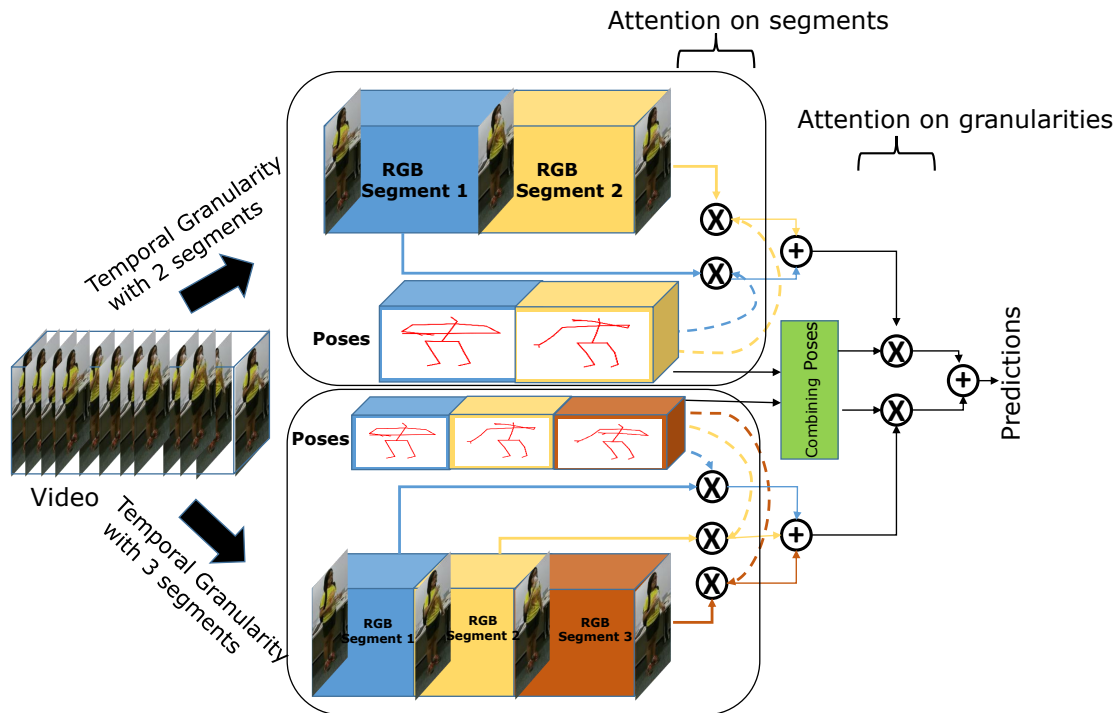 Attention on segments
Attention on granularities
Temporal Granularity
with 2 segments
RGB
Segment 1
RGB
Segment 2
X
X
+
Poses
Combining Poses
X
X
+
Predictions
Video
Poses
Temporal Granularity
with 3 segments
X
X
X
+
RGB
Segment 1
RGB
Segment 2
RGB
Segment 3